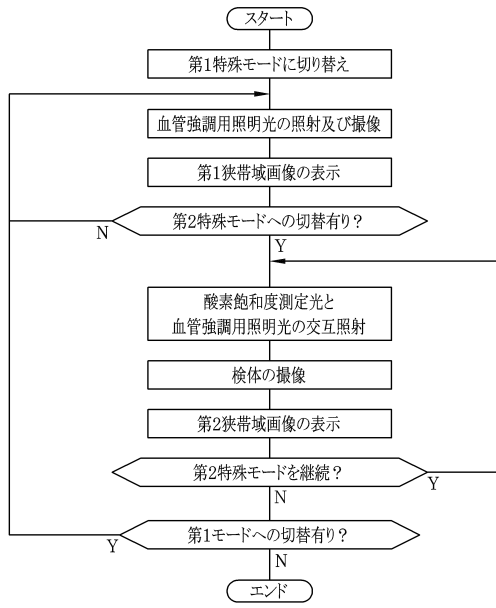 スタート
第1特殊モードに切り替え
血管強調用照明光の照射及び撮像
第1狭帯域画像の表示
第2特殊モードへの切替有り?
N
Y
酸素飽和度測定光と
血管強調用照明光の交互照射
検体の撮像
第2狭帯域画像の表示
第2特殊モードを継続?
Y
N
第1モードへの切替有り?
Y
N
エンド